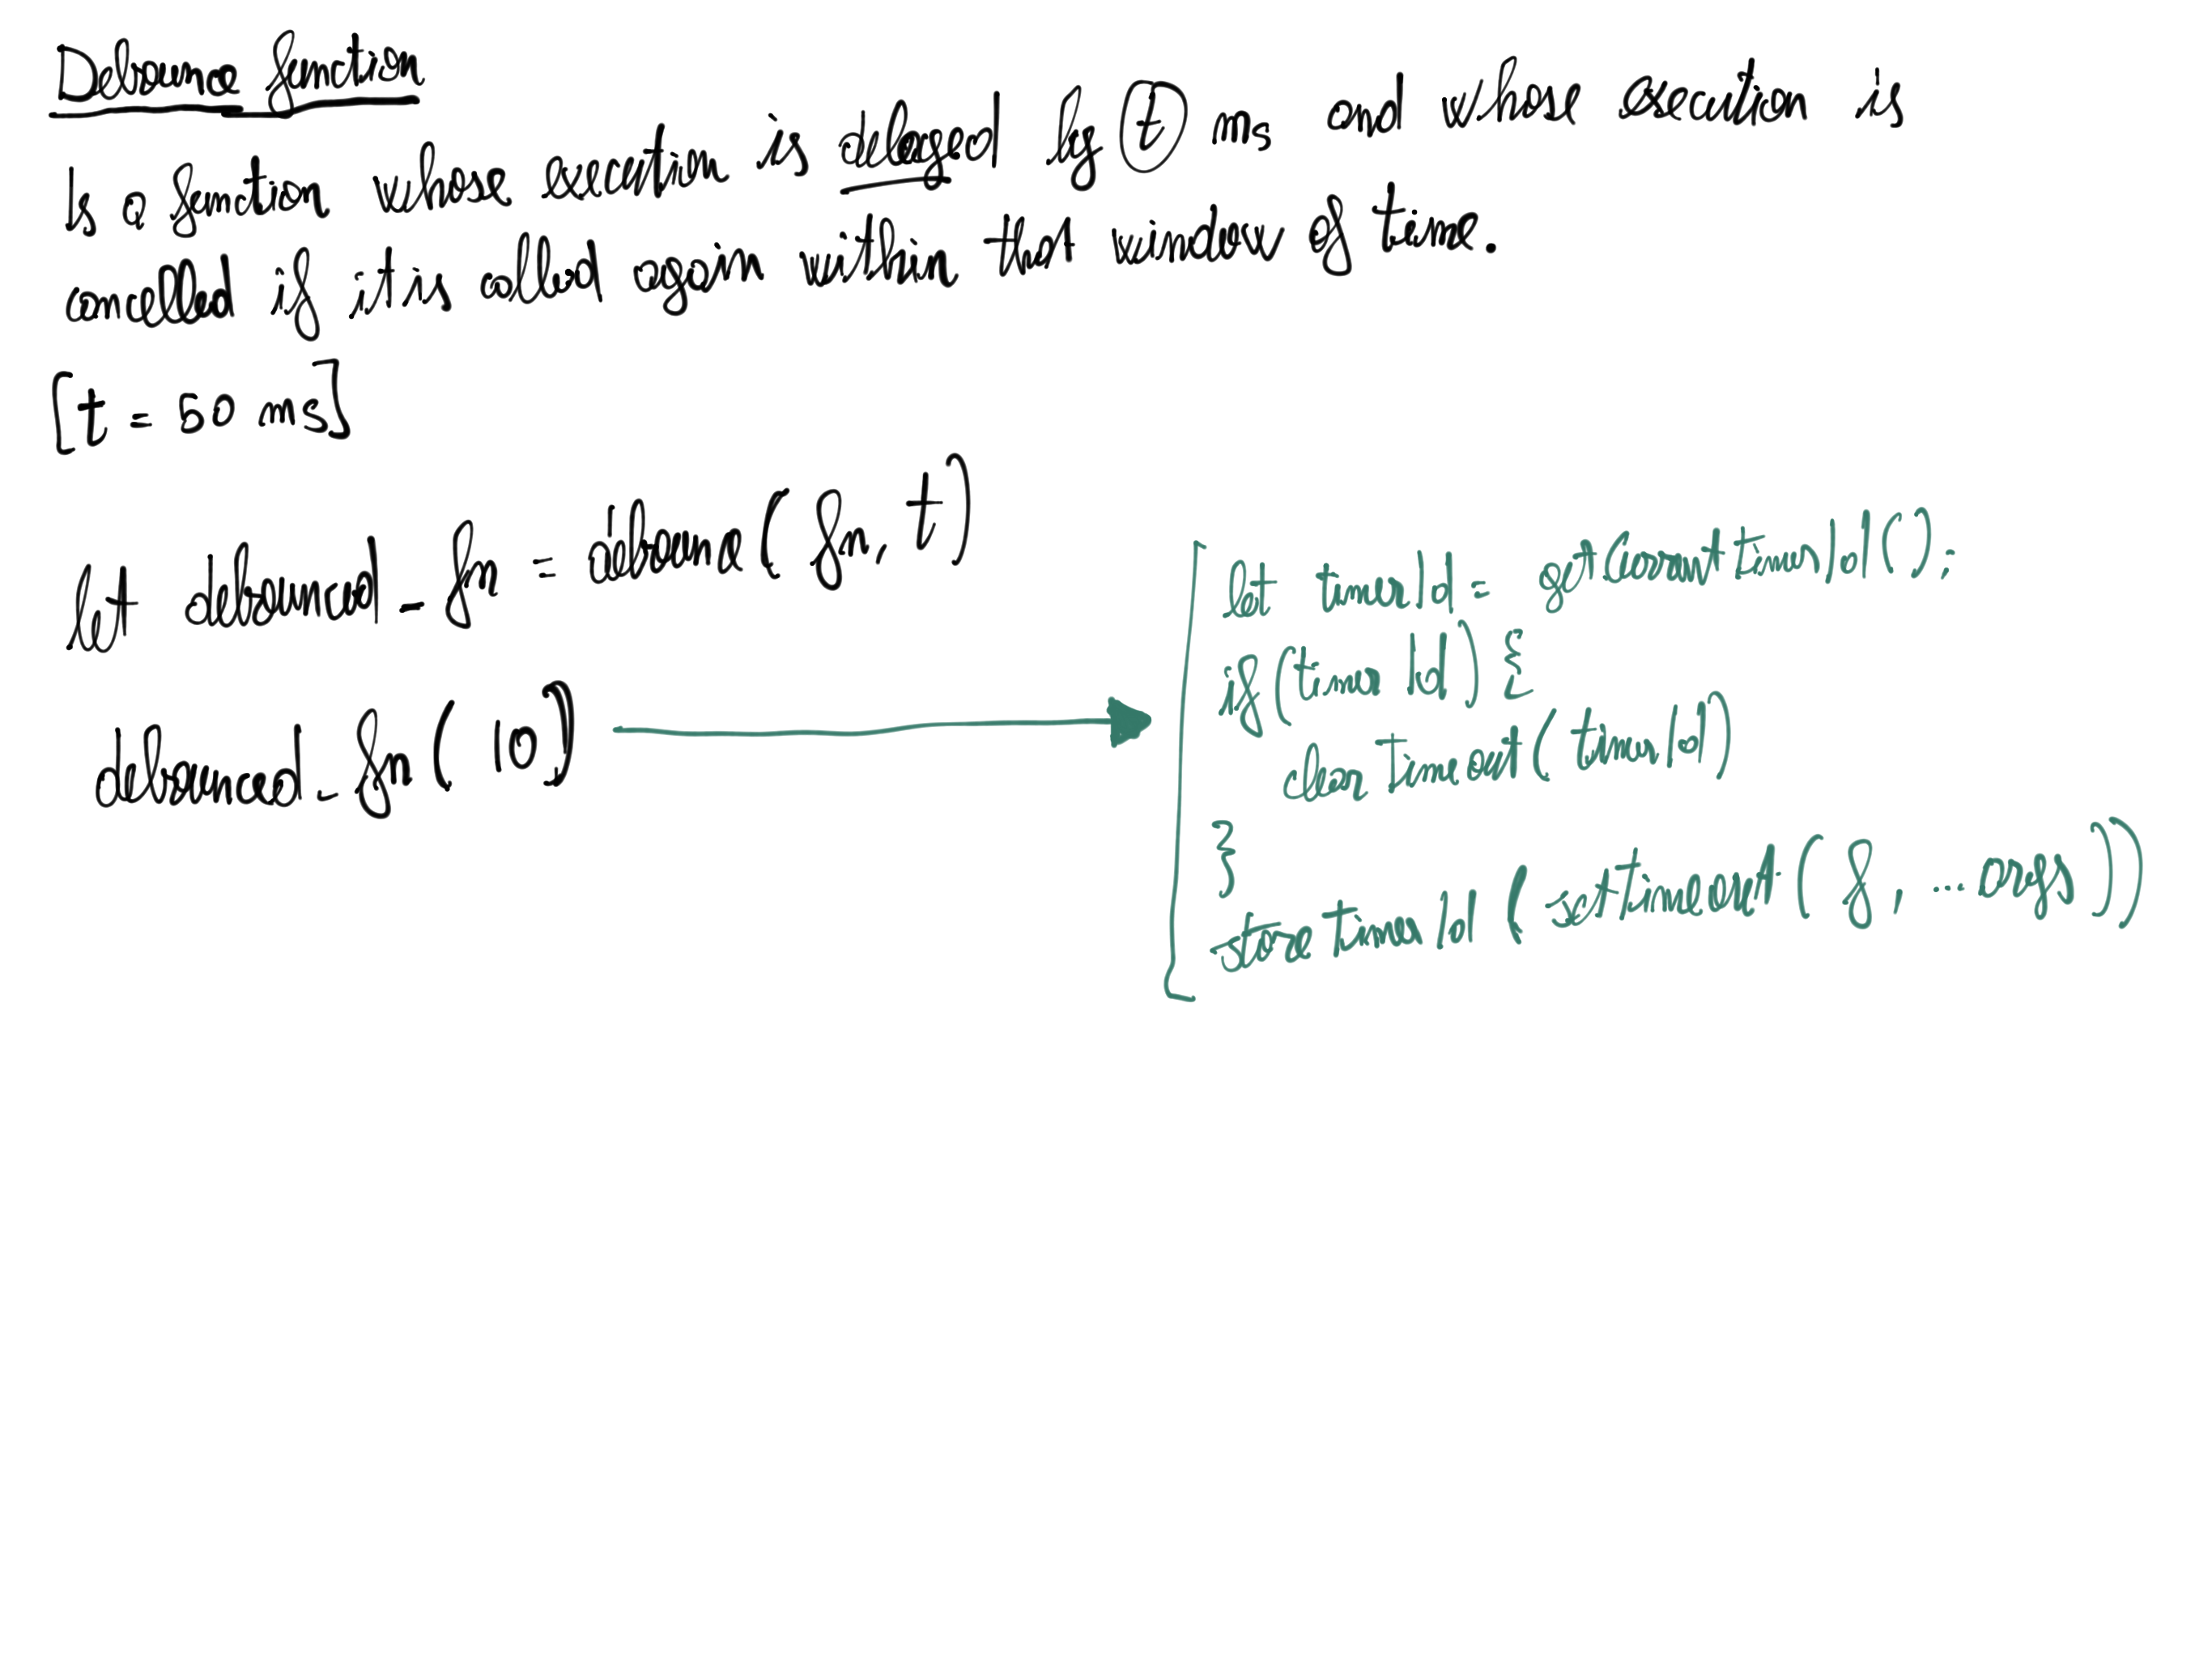 Debounce function
Is a function whose execution is delayed by t ms and whose execution is
cancelled if it is called again within that window of time.
[t = 50 ms]
let debounced_fn = debounce(fn, t)
debounced_fn(10)
let timerId = getCurrentTimerId();
if(timerId) {
clearTimeout(timerId)
}
storeTimerId(setTimeout(f, ...args))